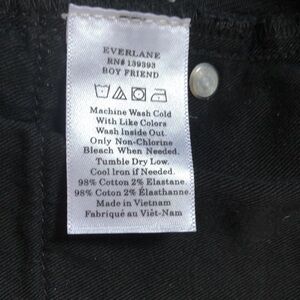 EVERLANE
RN# 139393
BOY FRIEND
Machine Wash Cold
With Like Colors
Wash Inside Out.
Only Non-Chlorine
Bleach When Needed.
Tumble Dry Low.
Cool Iron if Needed.
98% Cotton 2% Elastane.
98% Coton 2% Élasthanne.
Made in Vietnam
Fabriqué au Viêt-Nam